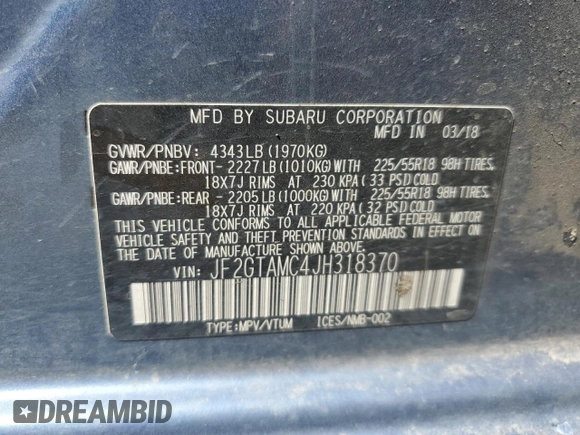 MFD BY SUBARU CORPORATION
MFD IN 03/18
GVWR/PNBV: 4343LB (1970KG)
GAWR/PNBE:FRONT- 2227LB(1010KG)WITH 225/55R18 98H TIRES,
18X7J RIMS AT 230 KPA(33 PSI)COLD
GAWR/PNBE:REAR - 2205LB(1000KG)WITH 225/55R18 98H TIRES,
18X7J RIMS AT 220 KPA(32 PSI)COLD
THIS VEHICLE CONFORMS TO ALL APPLICABLE FEDERAL MOTOR
VEHICLE SAFETY AND THEFT PREVENTION STANDARDS IN EFFECT
ON THE DATE OF MANUFACTURE SHOWN ABOVE.
VIN: JF2GTAMC4JH318370
TYPE:MPV/VTUM ICES/NMB-002
DREAMBID